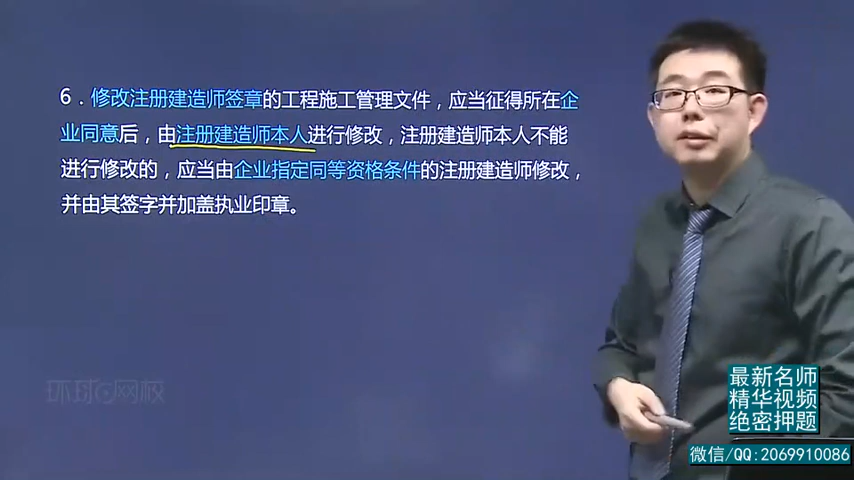 6．修改注册建造师签章的工程施工管理文件，应当征得所在企
业同意后，由注册建造师本人进行修改，注册建造师本人不能
进行修改的，应当由企业指定同等资格条件的注册建造师修改，
并由其签字并加盖执业印章。
环球网校
最新名师
精华视频
绝密押题
微信/QQ:2069910086